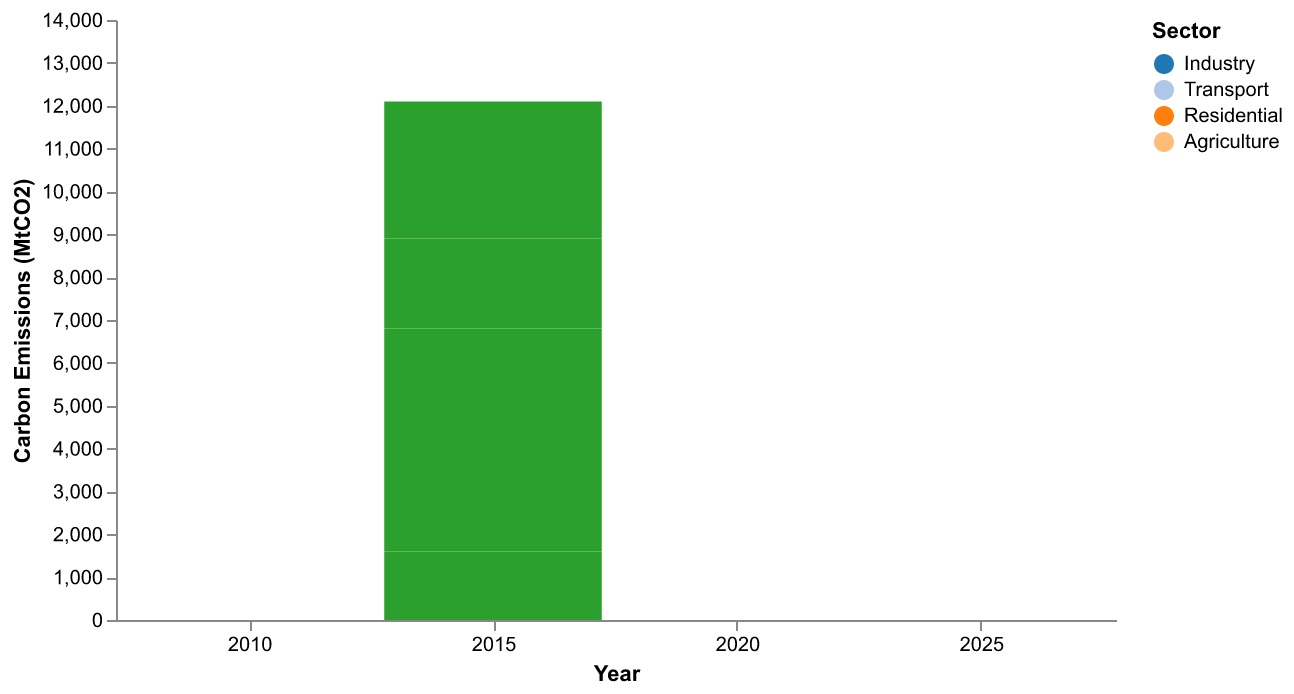 14,000
13,000
12,000
11,000
10,000
9,000
8,000
7,000
6,000
5,000
4,000
3,000
2,000
1,000
0
Carbon Emissions (MtCO2)
2010 2015 2020 2025
Year
Sector
Industry
Transport
Residential
Agriculture